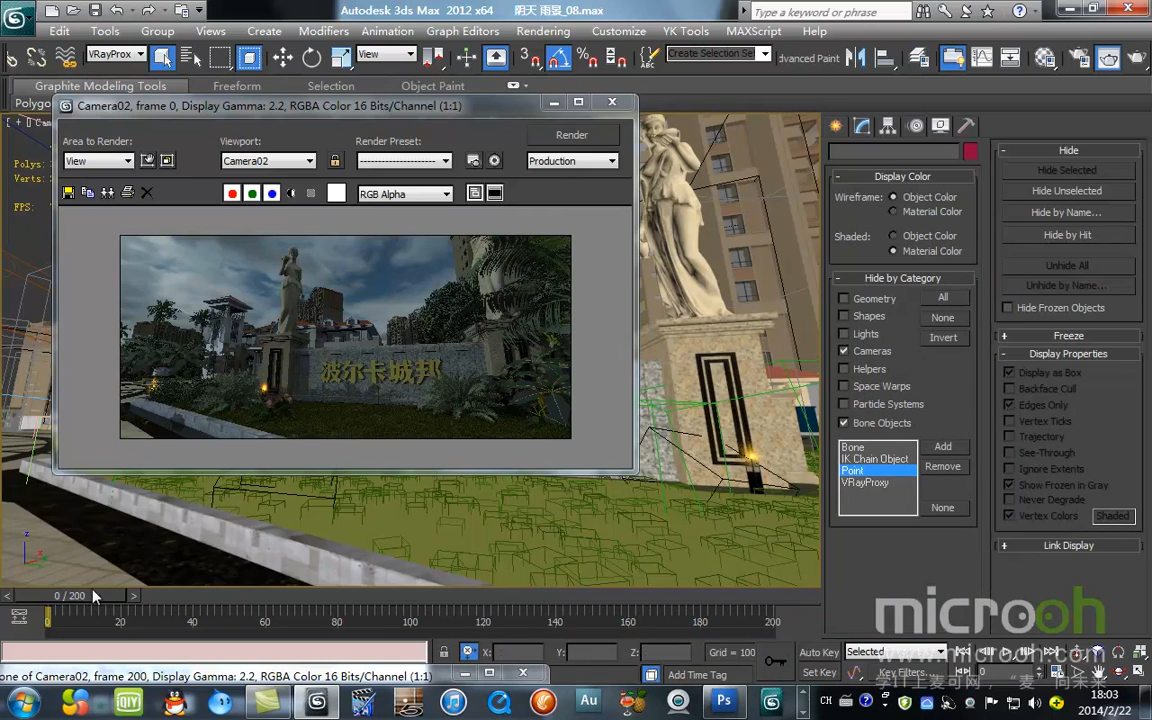 Autodesk 3ds Max 2012 x64 阴天 雨景_08.max
Type a keyword or phrase
Edit Tools Group Views Create Modifiers Animation Graph Editors Rendering Customize YK Tools MAXScript Help
VRayProx View Create Selection Set Advanced Paint
Graphite Modeling Tools Freeform Selection Object Paint
Polygo
Camera02, frame 0, Display Gamma: 2.2, RGBA Color 16 Bits/Channel (1:1)
Area to Render: Viewport: Render Preset: Render
View Camera02 Production
RGB Alpha
Polys:
Verts:
FPS:
波尔卡城邦
Display Color
Wireframe: Object Color
Material Color
Shaded: Object Color
Material Color
Hide by Category
Geometry All
Shapes None
Lights Invert
Cameras
Helpers
Space Warps
Particle Systems
Bone Objects
Bone Add
IK Chain Object Remove
Point
VRayProxy
None
Hide
Hide Selected
Hide Unselected
Hide by Name...
Hide by Hit
Unhide All
Unhide by Name...
Hide Frozen Objects
Freeze
Display Properties
Display as Box
Backface Cull
Edges Only
Vertex Ticks
Trajectory
See-Through
Ignore Extents
Show Frozen in Gray
Never Degrade
Vertex Colors Shaded
Link Display
0 / 200
0 20 40 60 80 100 120 140 160 180 200
X: Y: Z: Grid = 100 Auto Key Selected
one of Camera02, frame 200, Display Gamma: 2.2, RGBA Color 16 Bits/Channel (1:1) Add Time Tag Set Key Key Filters... 0
microoh
www.microoh.com
QIY Au Ps CH 18:03
2014/2/22